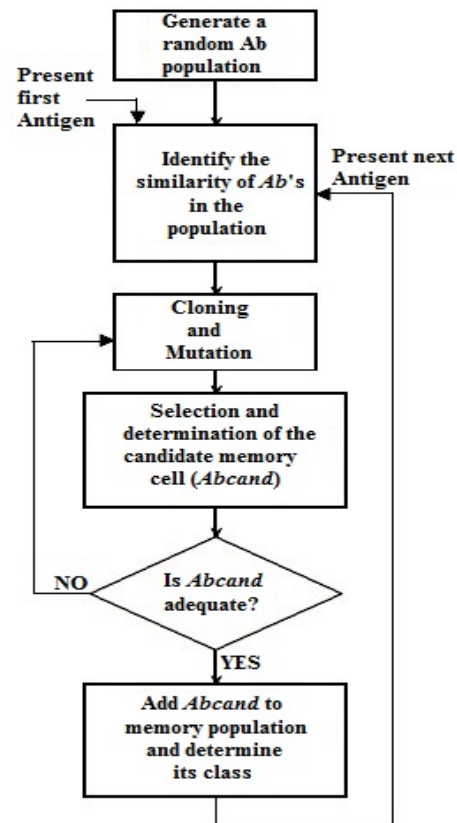 Generate a
random Ab
population
Present
first
Antigen
Identify the
similarity of Ab's
in the
population
Present next
Antigen
Cloning
and
Mutation
Selection and
determination of the
candidate memory
cell (Abcand)
Is Abcand
adequate?
NO
YES
Add Abcand to
memory population
and determine
its class